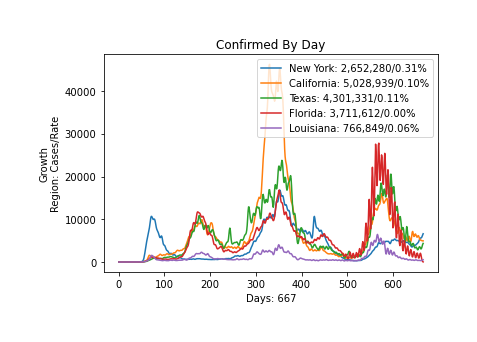 Confirmed By Day
New York: 2,652,280/0.31%
California: 5,028,939/0.10%
Texas: 4,301,331/0.11%
Florida: 3,711,612/0.00%
Louisiana: 766,849/0.06%
Growth
Region: Cases/Rate
40000
30000
20000
10000
0
0 100 200 300 400 500 600
Days: 667